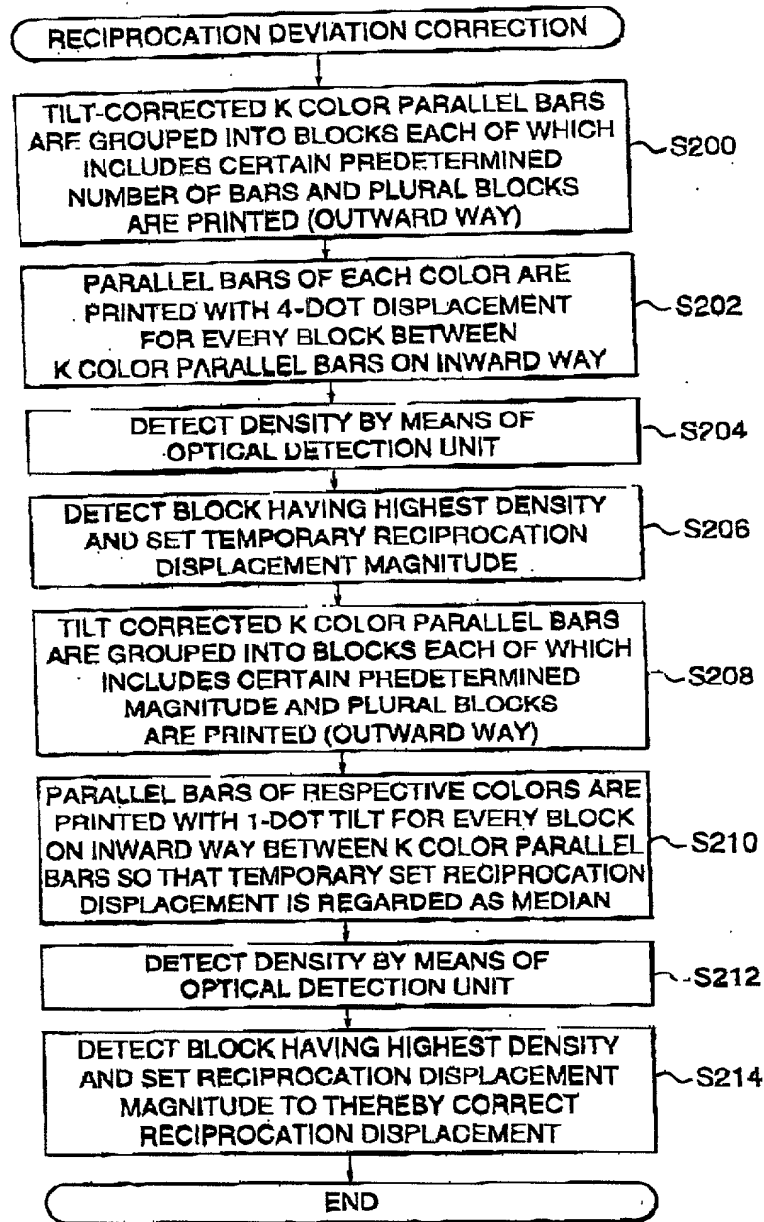 RECIPROCATION DEVIATION CORRECTION
TILT-CORRECTED K COLOR PARALLEL BARS
ARE GROUPED INTO BLOCKS EACH OF WHICH
INCLUDES CERTAIN PREDETERMINED
NUMBER OF BARS AND PLURAL BLOCKS
ARE PRINTED (OUTWARD WAY)
S200
PARALLEL BARS OF EACH COLOR ARE
PRINTED WITH 4-DOT DISPLACEMENT
FOR EVERY BLOCK BETWEEN
K COLOR PARALLEL BARS ON INWARD WAY
S202
DETECT DENSITY BY MEANS OF
OPTICAL DETECTION UNIT
S204
DETECT BLOCK HAVING HIGHEST DENSITY
AND SET TEMPORARY RECIPROCATION
DISPLACEMENT MAGNITUDE
S206
TILT CORRECTED K COLOR PARALLEL BARS
ARE GROUPED INTO BLOCKS EACH OF WHICH
INCLUDES CERTAIN PREDETERMINED
MAGNITUDE AND PLURAL BLOCKS
ARE PRINTED (OUTWARD WAY)
S208
PARALLEL BARS OF RESPECTIVE COLORS ARE
PRINTED WITH 1-DOT TILT FOR EVERY BLOCK
ON INWARD WAY BETWEEN K COLOR PARALLEL
BARS SO THAT TEMPORARY SET RECIPROCATION
DISPLACEMENT IS REGARDED AS MEDIAN
S210
DETECT DENSITY BY MEANS OF
OPTICAL DETECTION UNIT
S212
DETECT BLOCK HAVING HIGHEST DENSITY
AND SET RECIPROCATION DISPLACEMENT
MAGNITUDE TO THEREBY CORRECT
RECIPROCATION DISPLACEMENT
S214
END